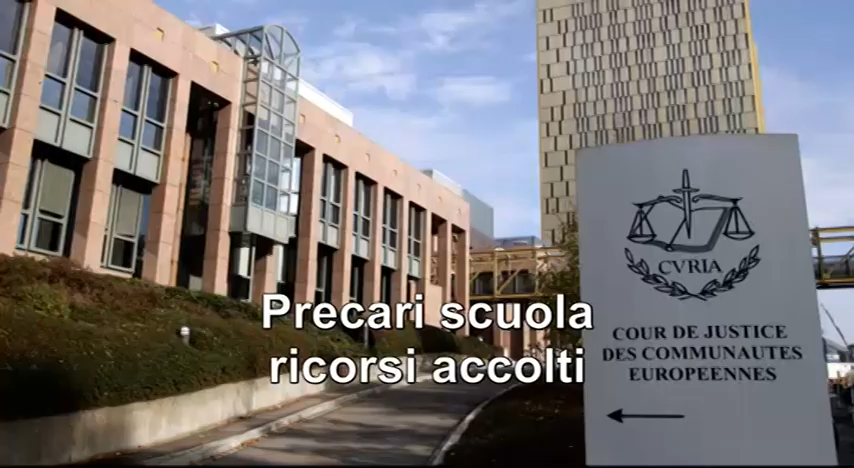 CVRIA
COUR DE JUSTICE
DES COMMUNAUTES
EUROPEENNES
Precari scuola
ricorsi accolti